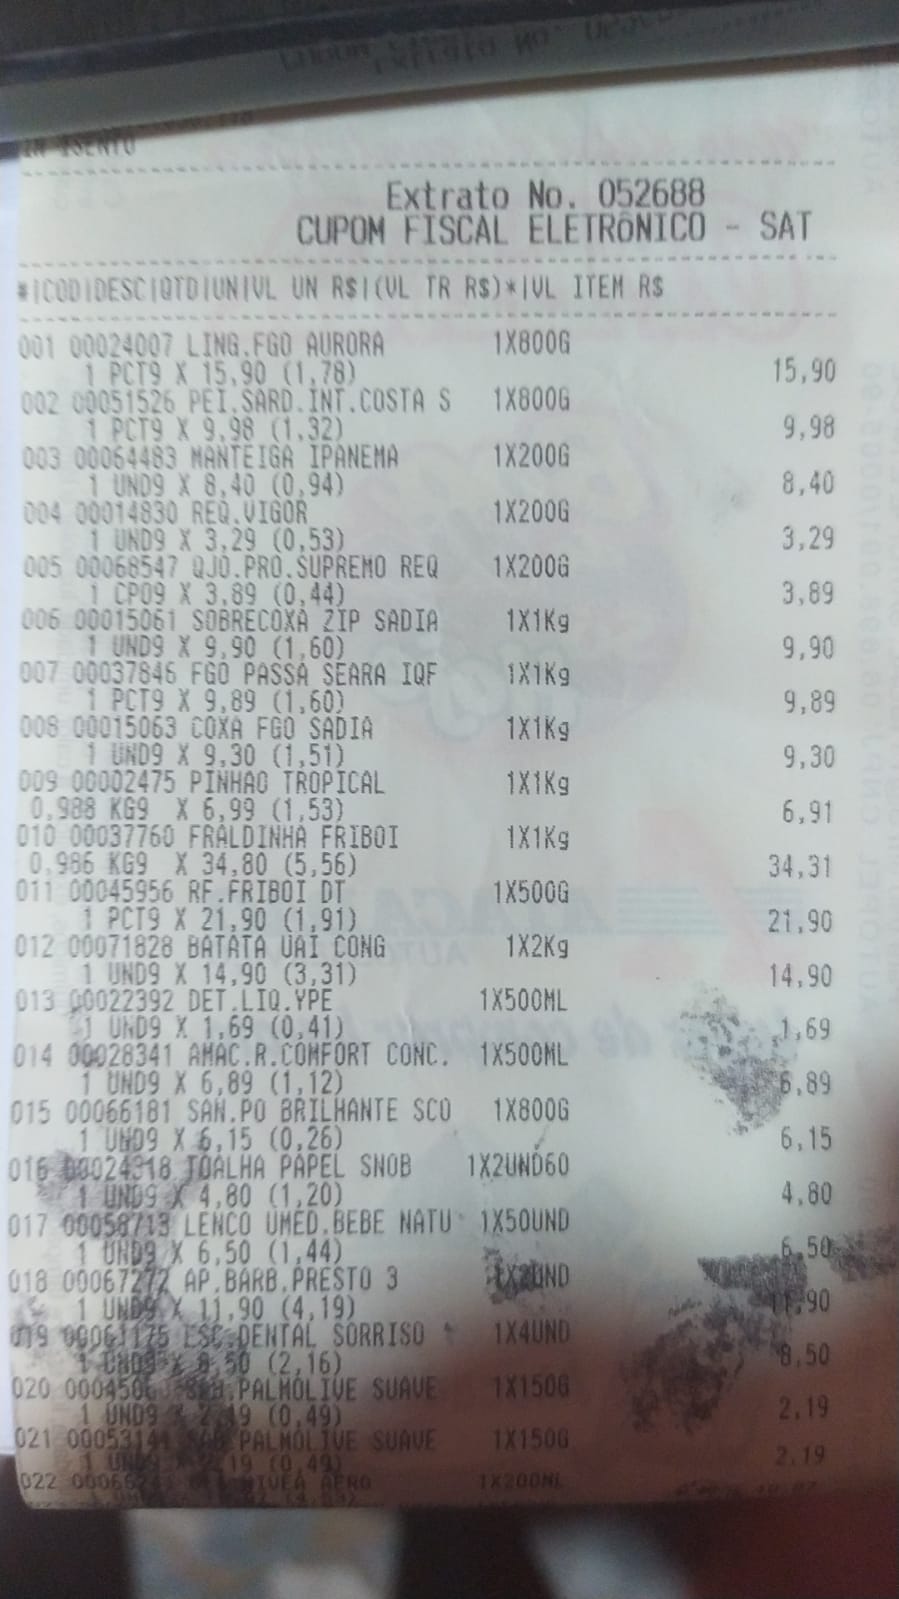 IM ISENTO
Extrato No. 052688
CUPOM FISCAL ELETRôNICO - SAT
#|COD|DESC|QTD|UN|VL UN R$|(VL TR R$)*|VL ITEM R$
001 00024007 LING.FGO AURORA 1X800G
1 PCT9 X 15,90 (1,78) 15,90
002 00051526 PEI.SARD.INT.COSTA S 1X800G
1 PCT9 X 9,98 (1,32) 9,98
003 00064483 MANTEIGA IPANEMA 1X200G
1 UND9 X 8,40 (0,94) 8,40
004 00014830 REQ.VIGOR 1X200G
1 UND9 X 3,29 (0,53) 3,29
005 00068547 QJO.PRO.SUPREMO REQ 1X200G
1 CPO9 X 3,89 (0,44) 3,89
006 00015061 SOBRECOXA ZIP SADIA 1X1Kg
1 UND9 X 9,90 (1,60) 9,90
007 00037846 FGO PASSA SEARA IQF 1X1Kg
1 PCT9 X 9,89 (1,60) 9,89
008 00015063 COXA FGO SADIA 1X1Kg
1 UND9 X 9,30 (1,51) 9,30
009 00002475 PINHAO TROPICAL 1X1Kg
0,988 KG9 X 6,99 (1,53) 6,91
010 00037760 FRALDINHA FRIBOI 1X1Kg
0,986 KG9 X 34,80 (5,56) 34,31
011 00045956 RF.FRIBOI DT 1X500G
1 PCT9 X 21,90 (1,91) 21,90
012 00071828 BATATA UAI CONG 1X2Kg
1 UND9 X 14,90 (3,31) 14,90
013 00022392 DET.LIQ.YPE 1X500ML
1 UND9 X 1,69 (0,41) 1,69
014 00028341 AMAC.R.COMFORT CONC. 1X500ML
1 UND9 X 6,89 (1,12) 6,89
015 00066181 SAN.PO BRILHANTE SCO 1X800G
1 UND9 X 6,15 (0,26) 6,15
016 00024318 TOALHA PAPEL SNOB 1X2UND60
1 UND9 X 4,80 (1,20) 4,80
017 00058713 LENCO UMED.BEBE NATU 1X50UND
1 UND9 X 6,50 (1,44) 6,50
018 00067272 AP.BARB.PRESTO 3 1X2UND
1 UND9 X 11,90 (4,19) 11,90
019 00061175 ESC.DENTAL SORRISO 1X4UND
1 UND9 X 8,50 (2,16) 8,50
020 PALMOLIVE SUAVE 1X150G
1 UND9 X 2,19 (0,49) 2,19
021 00053141 SAB.PALMOLIVE SUAVE 1X150G
1 UND9 X 2,19 (0,49) 2,19
022 NIVEA AERO 1X200ML